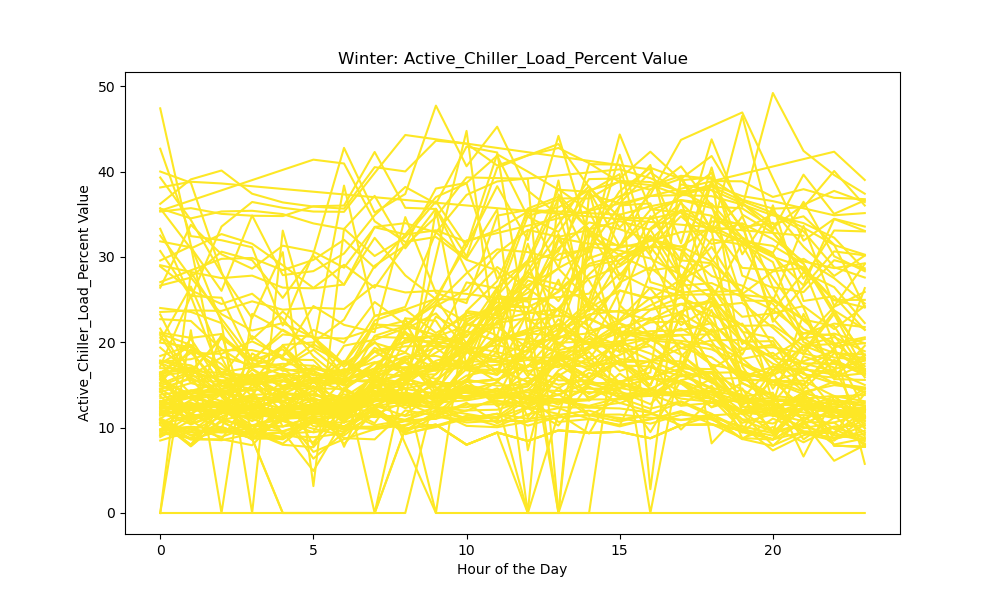 Winter: Active_Chiller_Load_Percent Value
Active_Chiller_Load_Percent Value
50
40
30
20
10
0
0 5 10 15 20
Hour of the Day